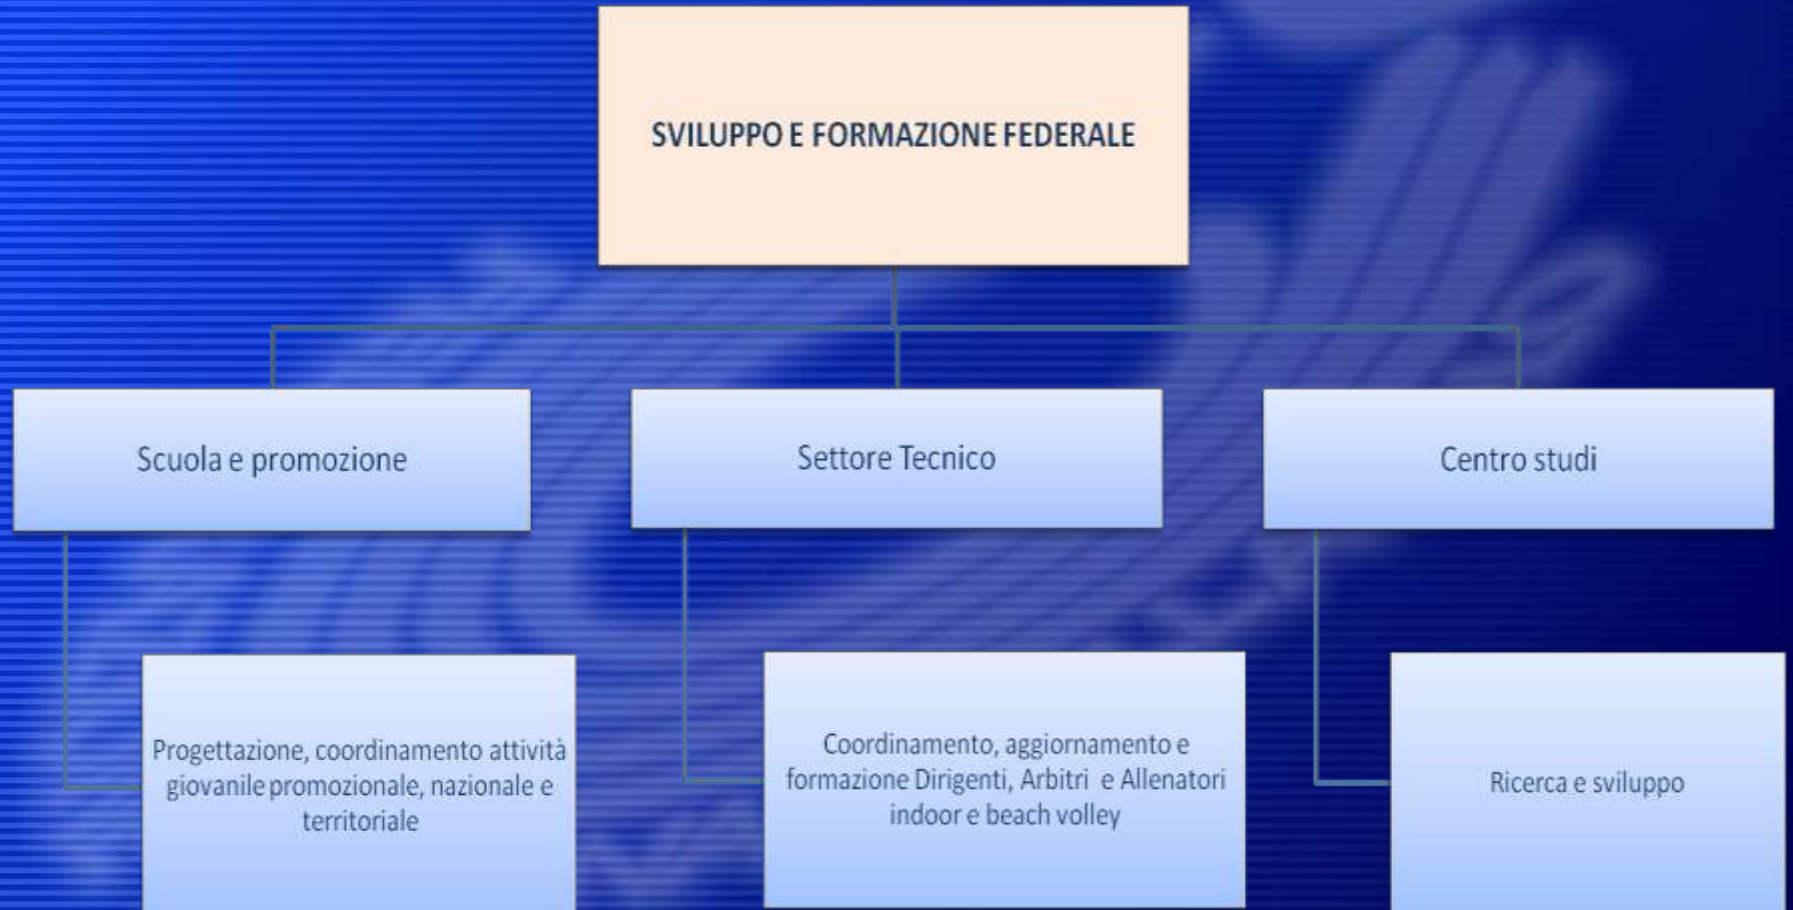 SVILUPPO E FORMAZIONE FEDERALE
Scuola e promozione
Settore Tecnico
Centro studi
Progettazione, coordinamento attività
giovanile promozionale, nazionale e
territoriale
Coordinamento, aggiornamento e
formazione Dirigenti, Arbitri e Allenatori
indoor e beach volley
Ricerca e sviluppo